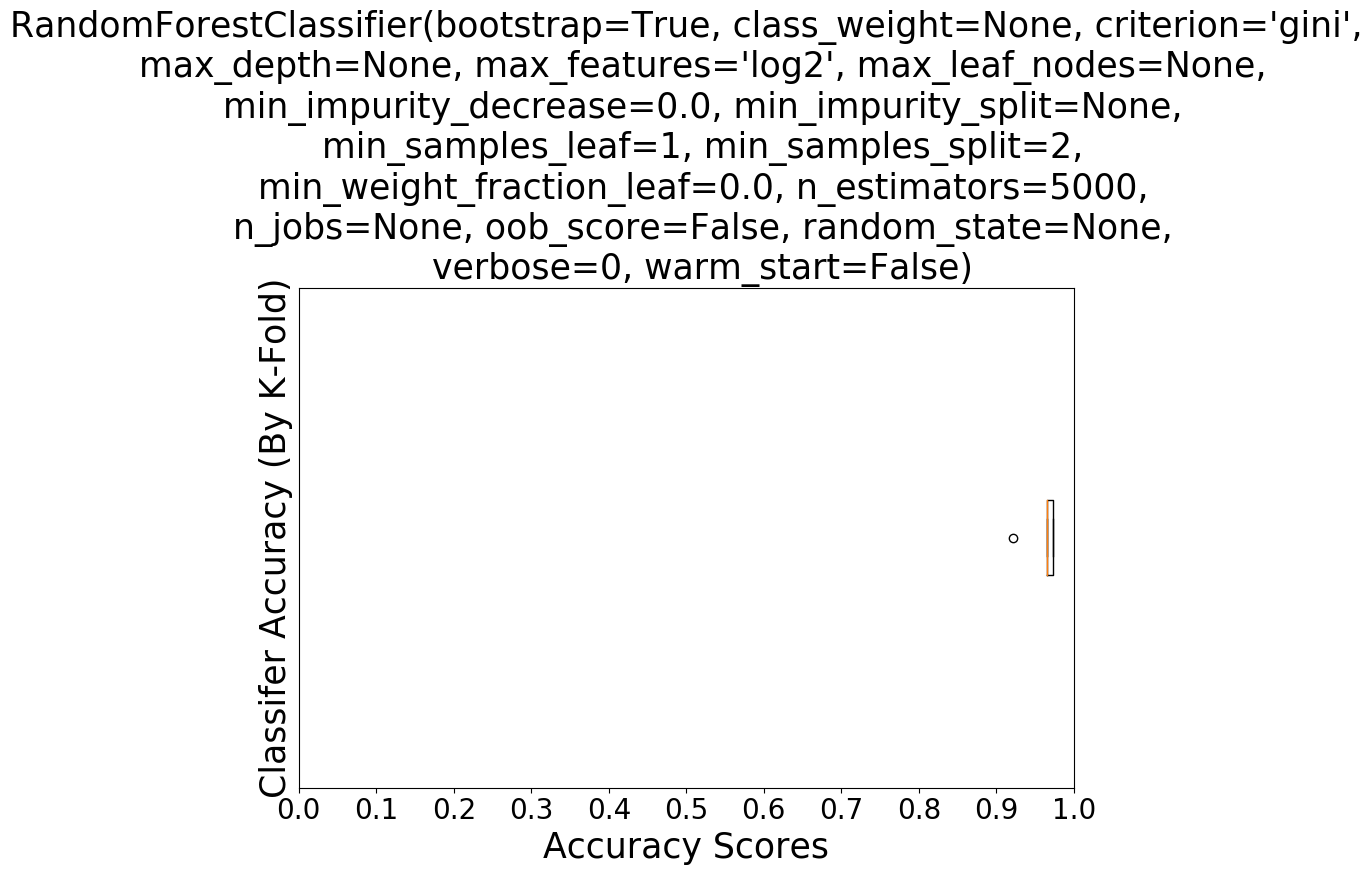 RandomForestClassifier(bootstrap=True, class_weight=None, criterion='gini',
max_depth=None, max_features='log2', max_leaf_nodes=None,
min_impurity_decrease=0.0, min_impurity_split=None,
min_samples_leaf=1, min_samples_split=2,
min_weight_fraction_leaf=0.0, n_estimators=5000,
n_jobs=None, oob_score=False, random_state=None,
verbose=0, warm_start=False)
Classifer Accuracy (By K-Fold)
0.0 0.1 0.2 0.3 0.4 0.5 0.6 0.7 0.8 0.9 1.0
Accuracy Scores